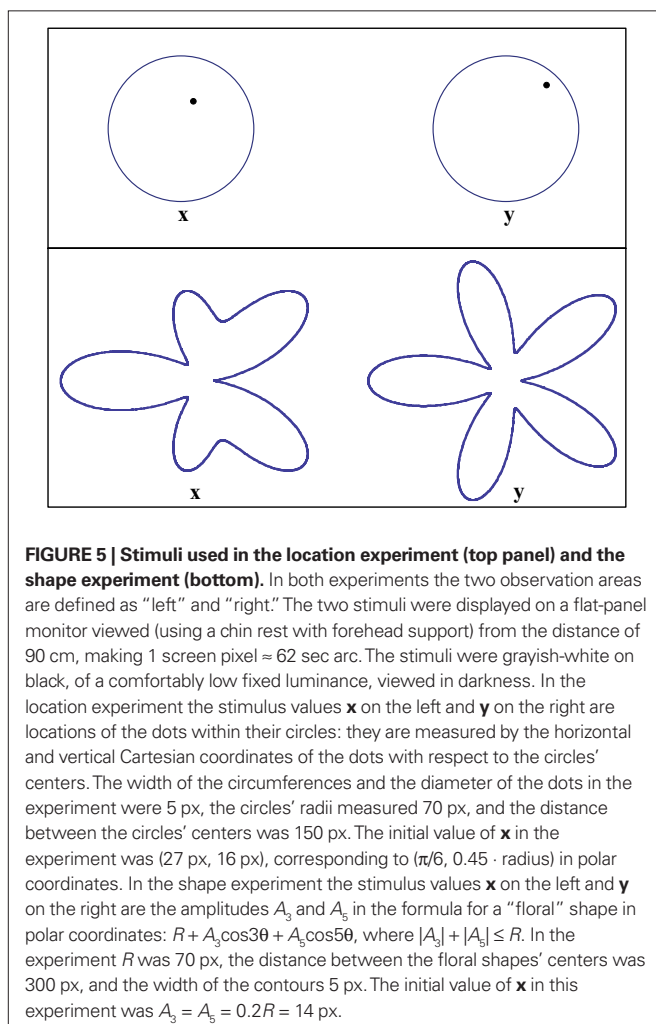 x y
x y
FIGURE 5 | Stimuli used in the location experiment (top panel) and the
shape experiment (bottom). In both experiments the two observation areas
are defined as “left” and “right.” The two stimuli were displayed on a flat-panel
monitor viewed (using a chin rest with forehead support) from the distance of
90 cm, making 1 screen pixel ≈ 62 sec arc. The stimuli were grayish-white on
black, of a comfortably low fixed luminance, viewed in darkness. In the
location experiment the stimulus values x on the left and y on the right are
locations of the dots within their circles: they are measured by the horizontal
and vertical Cartesian coordinates of the dots with respect to the circles’
centers. The width of the circumferences and the diameter of the dots in the
experiment were 5 px, the circles’ radii measured 70 px, and the distance
between the circles’ centers was 150 px. The initial value of x in the
experiment was (27 px, 16 px), corresponding to (π/6, 0.45 · radius) in polar
coordinates. In the shape experiment the stimulus values x on the left and y
on the right are the amplitudes A₃ and A₅ in the formula for a “floral” shape in
polar coordinates: R + A₃cos3θ + A₅cos5θ, where |A₃| + |A₅| ≤ R. In the
experiment R was 70 px, the distance between the floral shapes’ centers was
300 px, and the width of the contours 5 px. The initial value of x in this
experiment was A₃ = A₅ = 0.2R = 14 px.